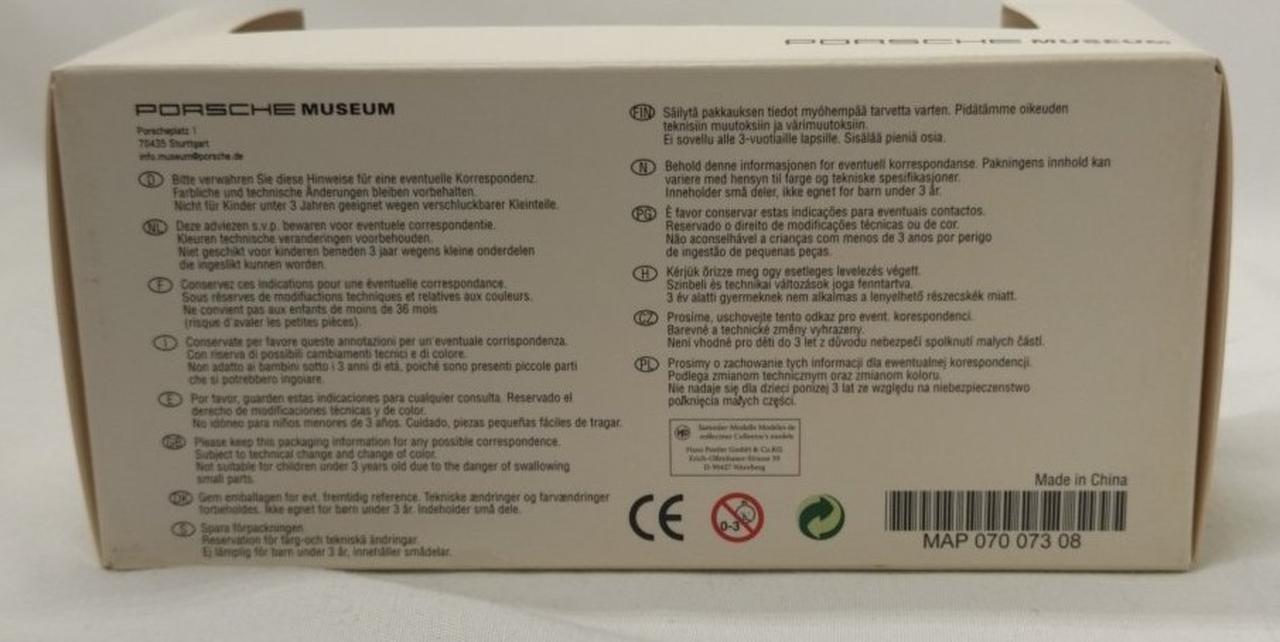 PORSCHE MUSEUM
PORSCHE MUSEUM
Porscheplatz 1
70435 Stuttgart
info.museum@porsche.de
D Bitte verwahren Sie diese Hinweise für eine eventuelle Korrespondenz.
Farbliche und technische Änderungen bleiben vorbehalten.
Nicht für Kinder unter 3 Jahren geeignet wegen verschluckbarer Kleinteile.
NL Deze adviezen s.v.p. bewaren voor eventuele correspondentie.
Kleuren technische veranderingen voorbehouden.
Niet geschikt voor kinderen beneden 3 jaar wegens kleine onderdelen
die ingeslikt kunnen worden.
F Conservez ces indications pour une éventuelle correspondance.
Sous réserves de modifiactions techniques et relatives aux couleurs.
Ne convient pas aux enfants de moins de 36 mois
(risque d'avaler les petites pièces).
I Conservate per favore queste annotazioni per un'eventuale corrispondenza.
Con riserva di possibili cambiamenti tecnici e di colore.
Non adatto ai bambini sotto i 3 anni di età, poiché sono presenti piccole parti
che si potrebbero ingoiare.
E Por favor, guarden estas indicaciones para cualquier consulta. Reservado el
derecho de modificaciones técnicas y de color.
No idóneo para niños menores de 3 años. Cuidado, piezas pequeñas fáciles de tragar.
GB Please keep this packaging information for any possible correspondence.
Subject to technical change and change of color.
Not suitable for children under 3 years old due to the danger of swallowing
small parts.
DK Gem emballagen for evt. fremtidig reference. Tekniske ændringer og farvændringer
forbeholdes. Ikke egnet for børn under 3 år. Indeholder små dele.
S Spara förpackningen.
Reservation för färg-och tekniska ändringar.
Ej lämplig för barn under 3 år, innehåller smådelar.
FIN Säilytä pakkauksen tiedot myöhempää tarvetta varten. Pidätämme oikeuden
teknisiin muutoksiin ja värimuutoksiin.
Ei sovellu alle 3-vuotiaille lapsille. Sisälää pieniä osia.
N Behold denne informasjonen for eventuell korrespondanse. Pakningens innhold kan
variere med hensyn til farge og tekniske spesifikasjoner.
Inneholder små deler, ikke egnet for barn under 3 år.
PG È favor conservar estas indicações para eventuais contactos.
Reservado o direito de modificações técnicas ou de cor.
Não aconselhável a crianças com menos de 3 anos por perigo
de ingestão de pequenas peças.
H Kérjük őrizze meg ogy esetleges levelezés végett.
Szinbeli és technikai változások joga fenntartva.
3 év alatti gyermeknek nem alkalmas a lenyelhető részecskék miatt.
CZ Prosíme, uschovejte tento odkaz pro event. korespondenci.
Barevné a technické změny vyhrazeny.
Není vhodné pro děti do 3 let z důvodu nebezpečí spolknutí malých částí.
PL Prosimy o zachowanie tych informacji dla ewentualnej korespondencji.
Podlega zmianom technicznym oraz zmianom koloru.
Nie nadaje się dla dzieci poniżej 3 lat ze względu na niebezpieczenstwo
połknięcia małych części.
Sammler-Modelle Modèles de
collection Collector's models
GmbH & Co.KG
D-90427 Nürnberg
CE
0-3
Made in China
MAP 070 073 08